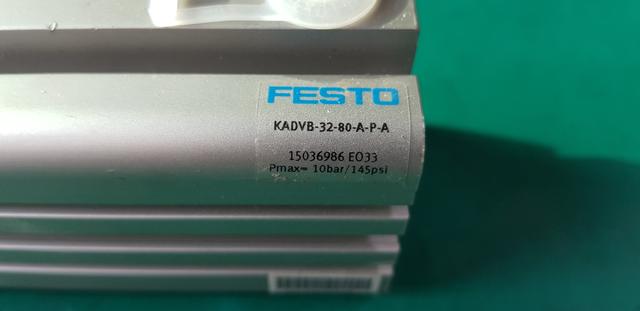 FESTO
KADVB-32-80-A-P-A
15036986 EO33
Pmax= 10bar/145psi